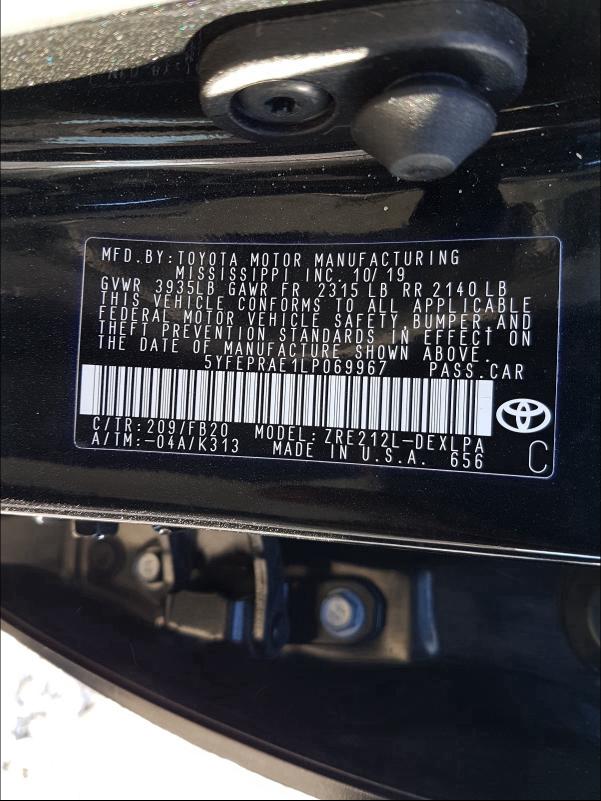 MFD.BY:TOYOTA MOTOR MANUFACTURING
MISSISSIPPI INC. 10/19
GVWR 3935LB GAWR FR 2315 LB RR 2140 LB
THIS VEHICLE CONFORMS TO ALL APPLICABLE
FEDERAL MOTOR VEHICLE SAFETY, BUMPER, AND
THEFT PREVENTION STANDARDS IN EFFECT ON
THE DATE OF MANUFACTURE SHOWN ABOVE.
5YFEPRAE1LP069967 PASS.CAR
C/TR:209/FB20 MODEL:ZRE212L-DEXLPA
A/TM:-04A/K313 MADE IN U.S.A. 656 C